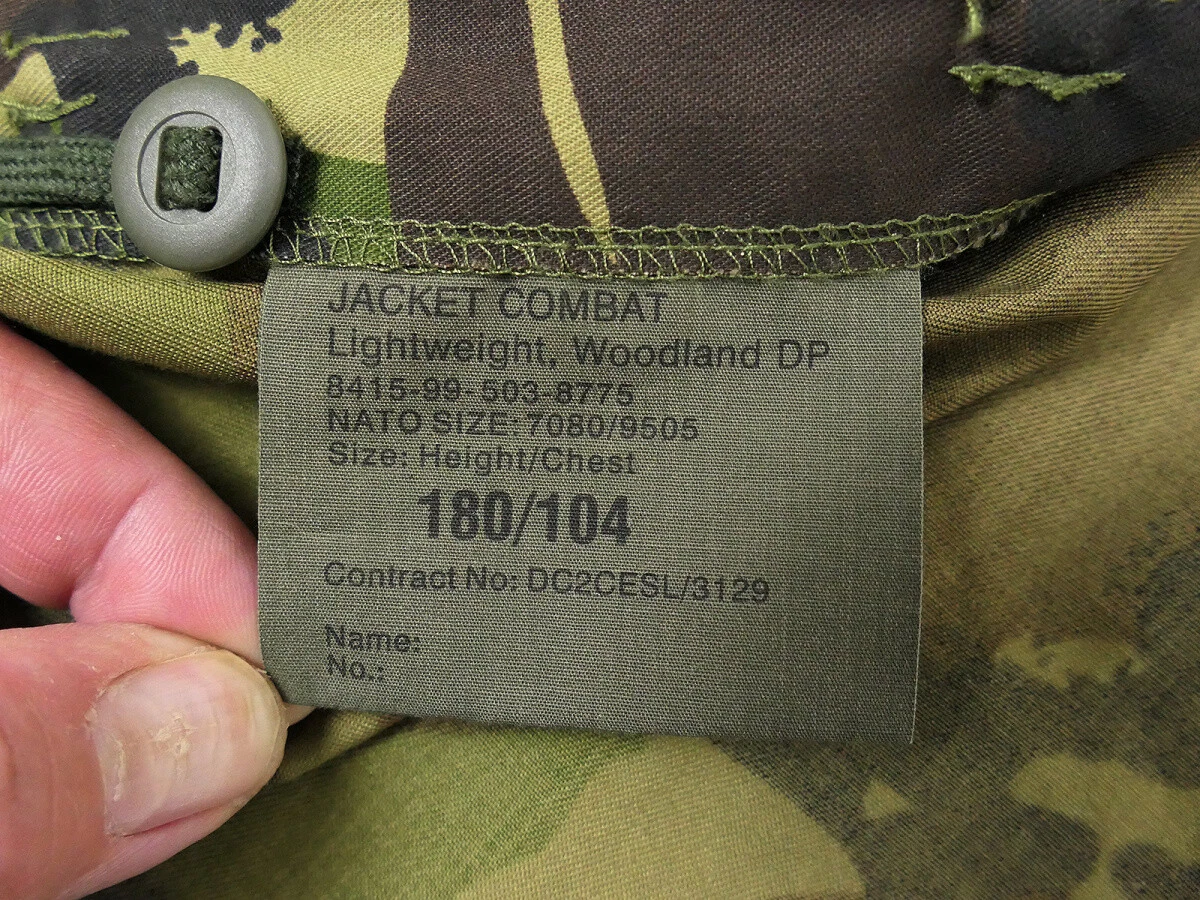 JACKET COMBAT
Lightweight, Woodland DP
8415-99-503-8775
NATO SIZE: 7080/9505
Size: Height/Chest
180/104
Contract No: DC2CESL/3129
Name:
No.: